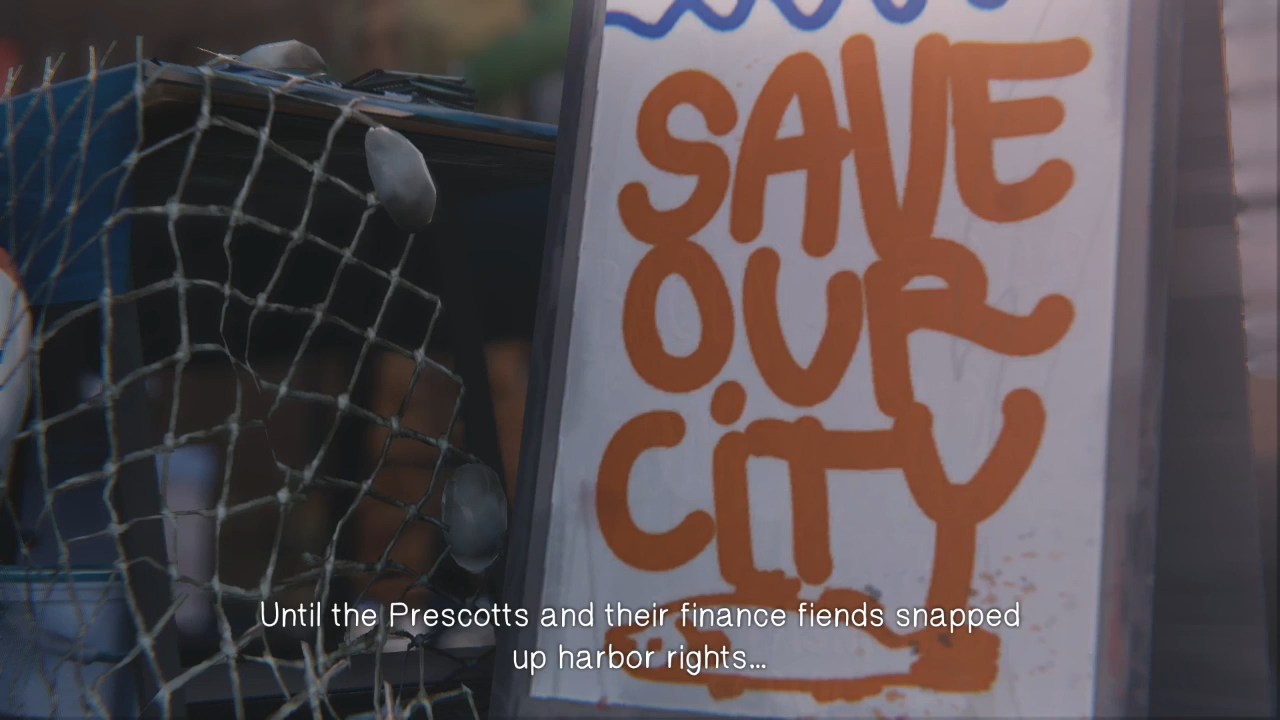 SAVE
OUR
CiTY
Until the Prescotts and their finance fiends snapped
up harbor rights...